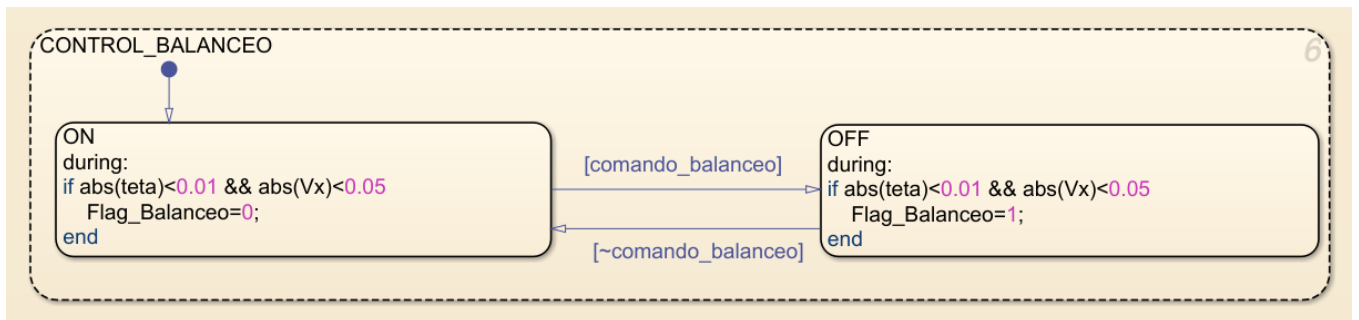 CONTROL_BALANCEO
6
ON
during:
if abs(teta)<0.01 && abs(Vx)<0.05
Flag_Balanceo=0;
end
[comando_balanceo]
[~comando_balanceo]
OFF
during:
if abs(teta)<0.01 && abs(Vx)<0.05
Flag_Balanceo=1;
end